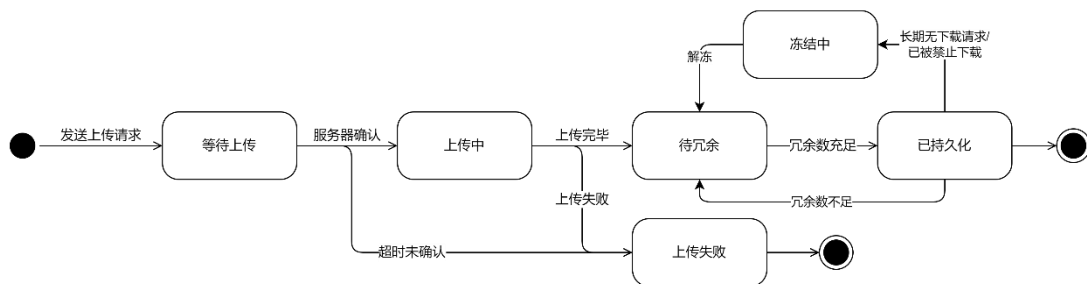 冻结中
长期无下载请求/
已被禁止下载
解冻
发送上传请求
等待上传
服务器确认
上传中
上传完毕
待冗余
冗余数充足
已持久化
上传失败
冗余数不足
超时未确认
上传失败